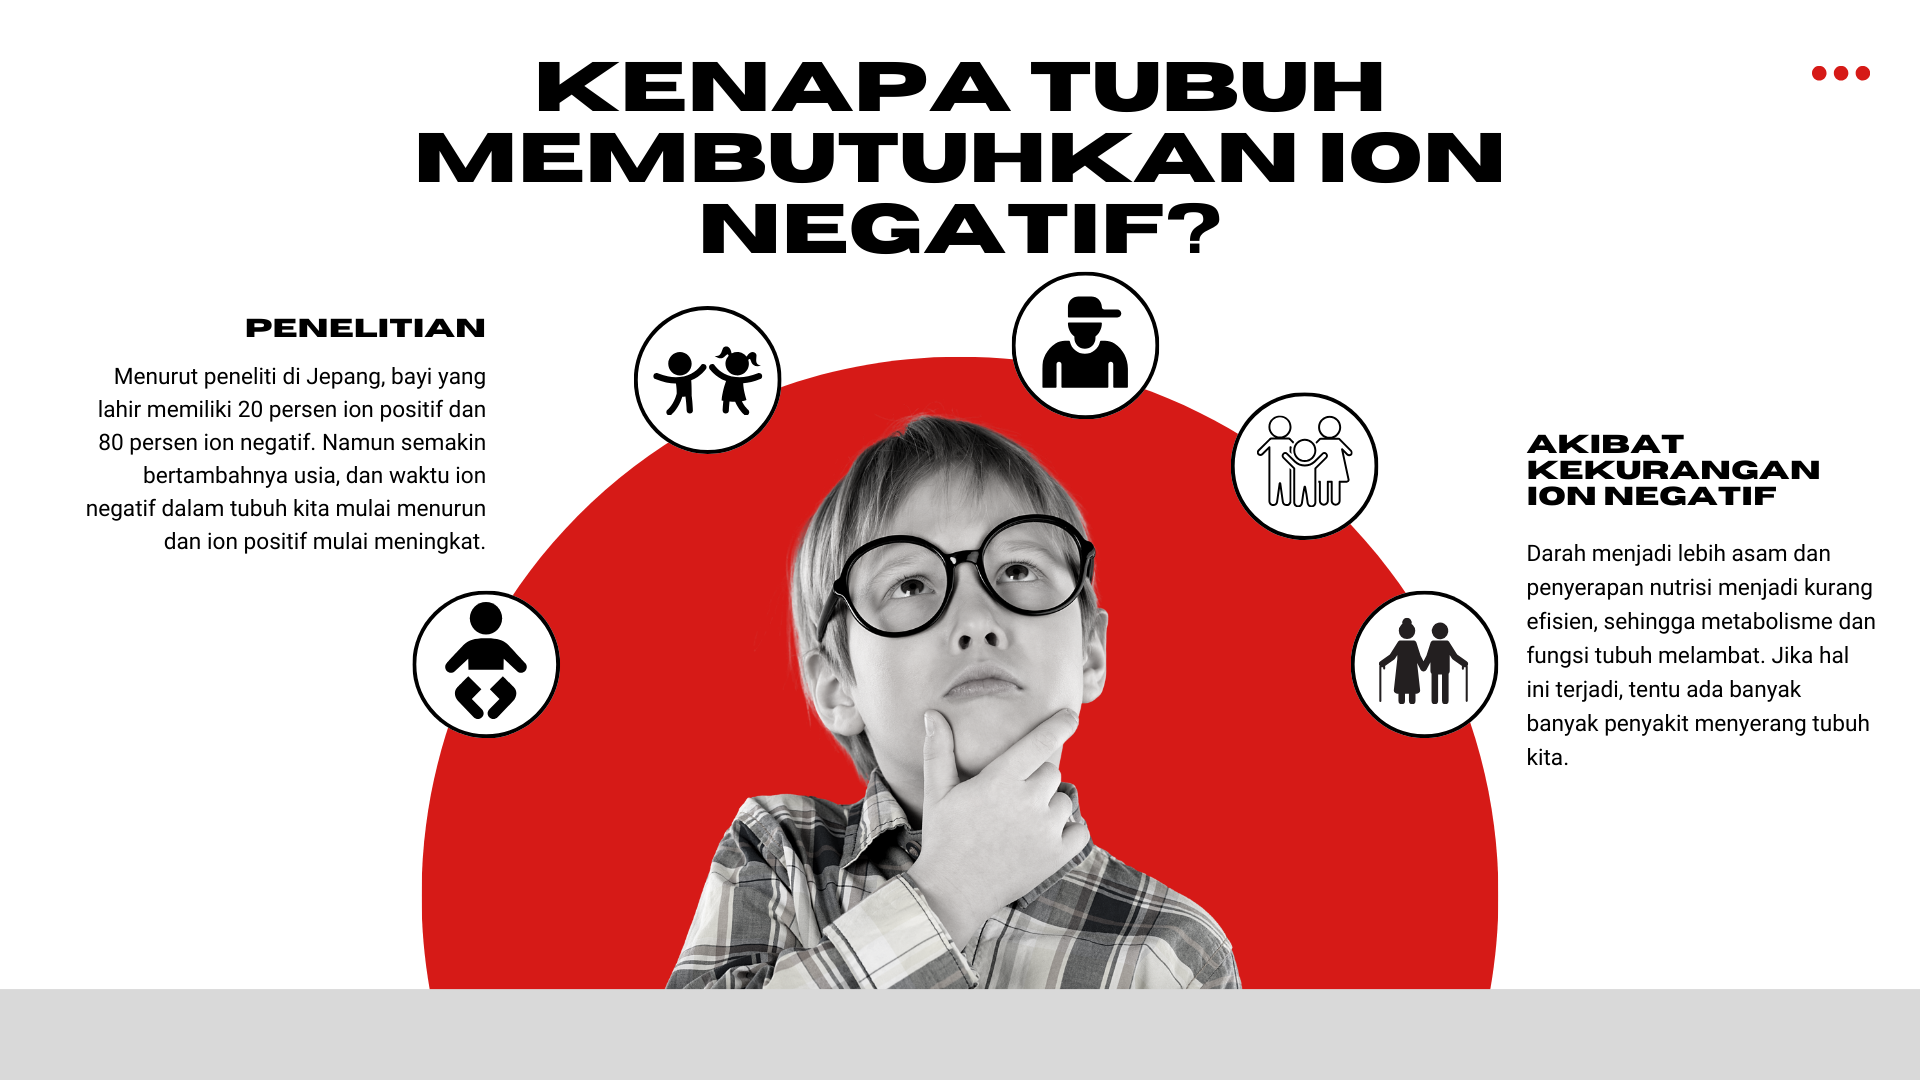 KENAPA TUBUH
MEMBUTUHKAN ION
NEGATIF?
PENELITIAN
Menurut peneliti di Jepang, bayi yang
lahir memiliki 20 persen ion positif dan
80 persen ion negatif. Namun semakin
bertambahnya usia, dan waktu ion
negatif dalam tubuh kita mulai menurun
dan ion positif mulai meningkat.
AKIBAT
KEKURANGAN
ION NEGATIF
Darah menjadi lebih asam dan
penyerapan nutrisi menjadi kurang
efisien, sehingga metabolisme dan
fungsi tubuh melambat. Jika hal
ini terjadi, tentu ada banyak
banyak penyakit menyerang tubuh
kita.